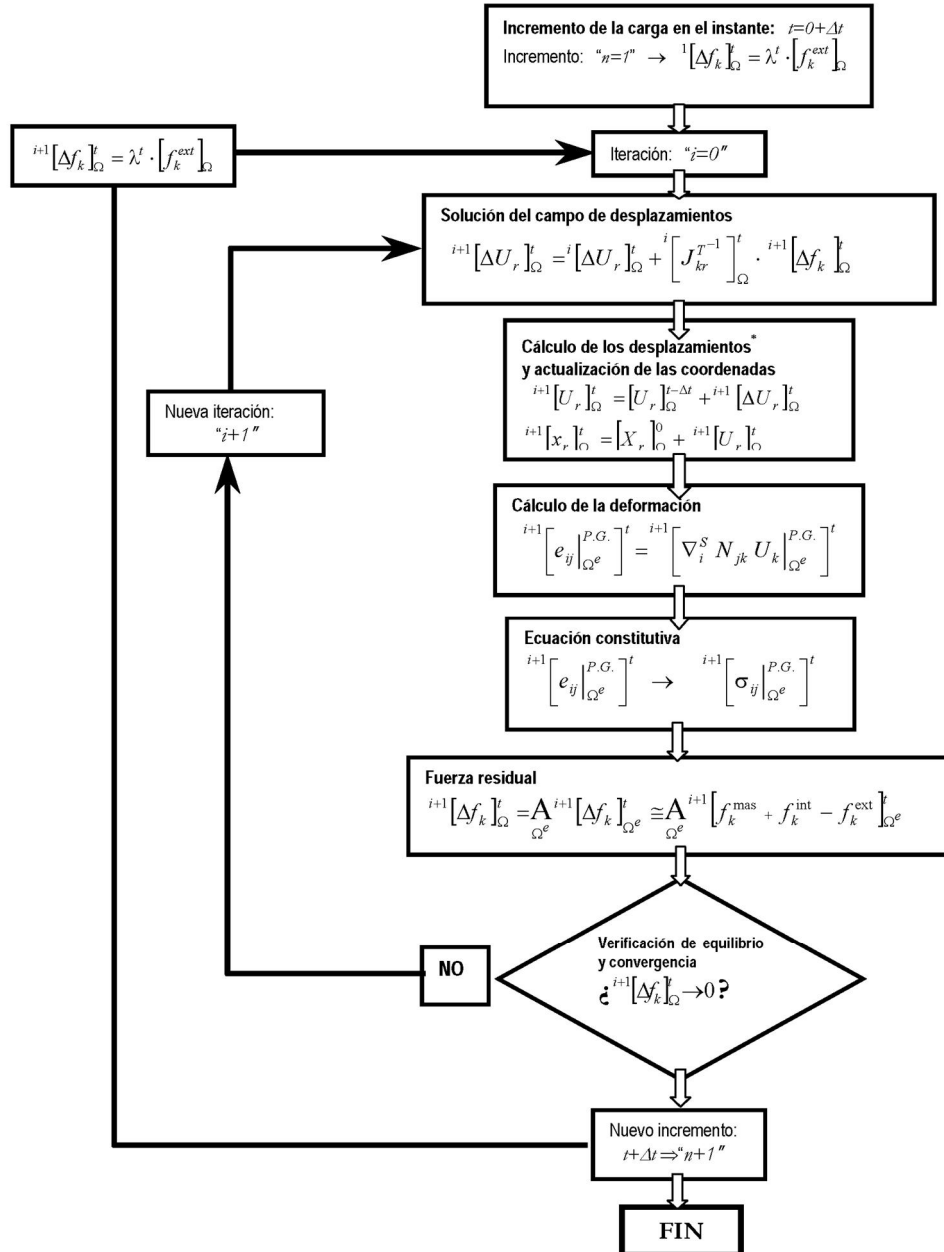 Incremento de la carga en el instante: t=0+Δt
Incremento: “n=1” → ¹[Δf_k]^t_Ω = λ^t · [f_k^ext]_Ω
^{i+1}[Δf_k]^t_Ω = λ^t · [f_k^ext]_Ω
Iteración: “i=0”
Solución del campo de desplazamientos
^{i+1}[ΔU_r]^t_Ω = ^i[ΔU_r]^t_Ω + ^i[J_kr^{T^{-1}}]^t_Ω · ^{i+1}[Δf_k]^t_Ω
Cálculo de los desplazamientos*
y actualización de las coordenadas
^{i+1}[U_r]^t_Ω = [U_r]^{t-Δt}_Ω + ^{i+1}[ΔU_r]^t_Ω
^{i+1}[x_r]^t_Ω = [X_r]^0_Ω + ^{i+1}[U_r]^t_Ω
Nueva iteración:
“i+1”
Cálculo de la deformación
^{i+1}[e_ij|^{P.G.}_{Ω^e}]^t = ^{i+1}[∇_i^S N_jk U_k|^{P.G.}_{Ω^e}]^t
Ecuación constitutiva
^{i+1}[e_ij|^{P.G.}_{Ω^e}]^t → ^{i+1}[σ_ij|^{P.G.}_{Ω^e}]^t
Fuerza residual
^{i+1}[Δf_k]^t_Ω = A_{Ω^e} ^{i+1}[Δf_k]^t_{Ω^e} ≅ A_{Ω^e} ^{i+1}[f_k^mas + f_k^int − f_k^ext]^t_{Ω^e}
NO
Verificación de equilibrio
y convergencia
¿ ^{i+1}[Δf_k]^t_Ω → 0 ?
Nuevo incremento:
t+Δt ⇒ “n+1”
FIN